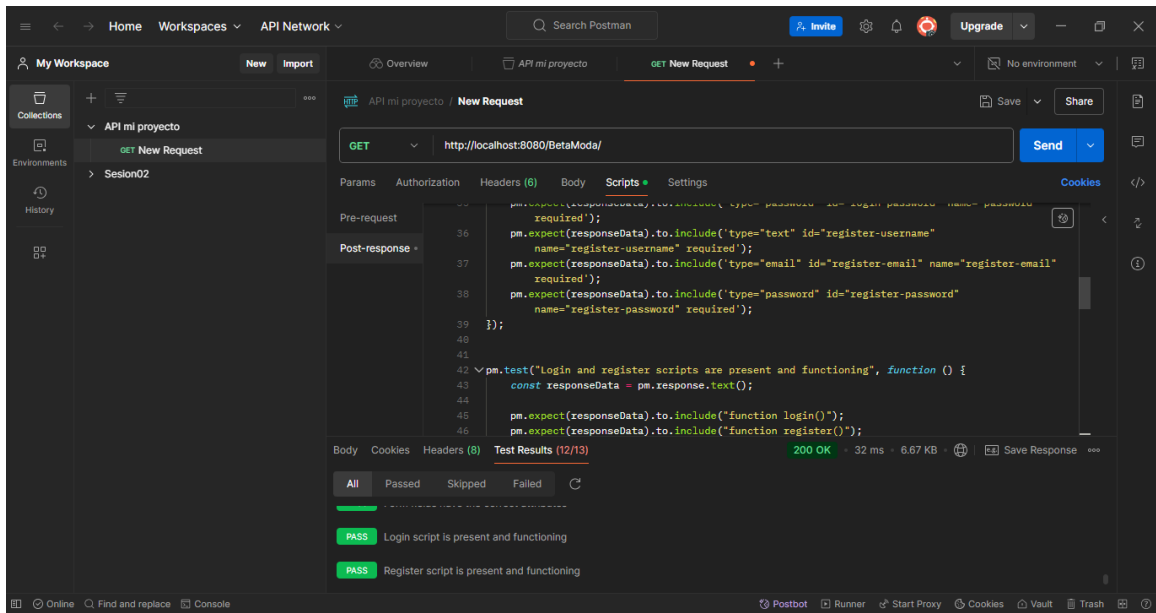 Home Workspaces API Network Search Postman Invite Upgrade
My Workspace New Import Overview API mi proyecto GET New Request No environment
Collections
Environments
History
API mi proyecto
GET New Request
Sesion02
HTTP API mi proyecto / New Request Save Share
GET http://localhost:8080/BetaModa/ Send
Params Authorization Headers (6) Body Scripts Settings Cookies
Pre-request
Post-response
required');
36 pm.expect(responseData).to.include('type="text" id="register-username"
name="register-username" required');
37 pm.expect(responseData).to.include('type="email" id="register-email" name="register-email"
required');
38 pm.expect(responseData).to.include('type="password" id="register-password"
name="register-password" required');
39 });
40
41
42 pm.test("Login and register scripts are present and functioning", function () {
43 const responseData = pm.response.text();
44
45 pm.expect(responseData).to.include("function login()");
46 pm.expect(responseData).to.include("function register()");
Body Cookies Headers (8) Test Results (12/13) 200 OK 32 ms 6.67 KB e.g. Save Response
All Passed Skipped Failed
PASS Login script is present and functioning
PASS Register script is present and functioning
Online Find and replace Console Postbot Runner Start Proxy Cookies Vault Trash